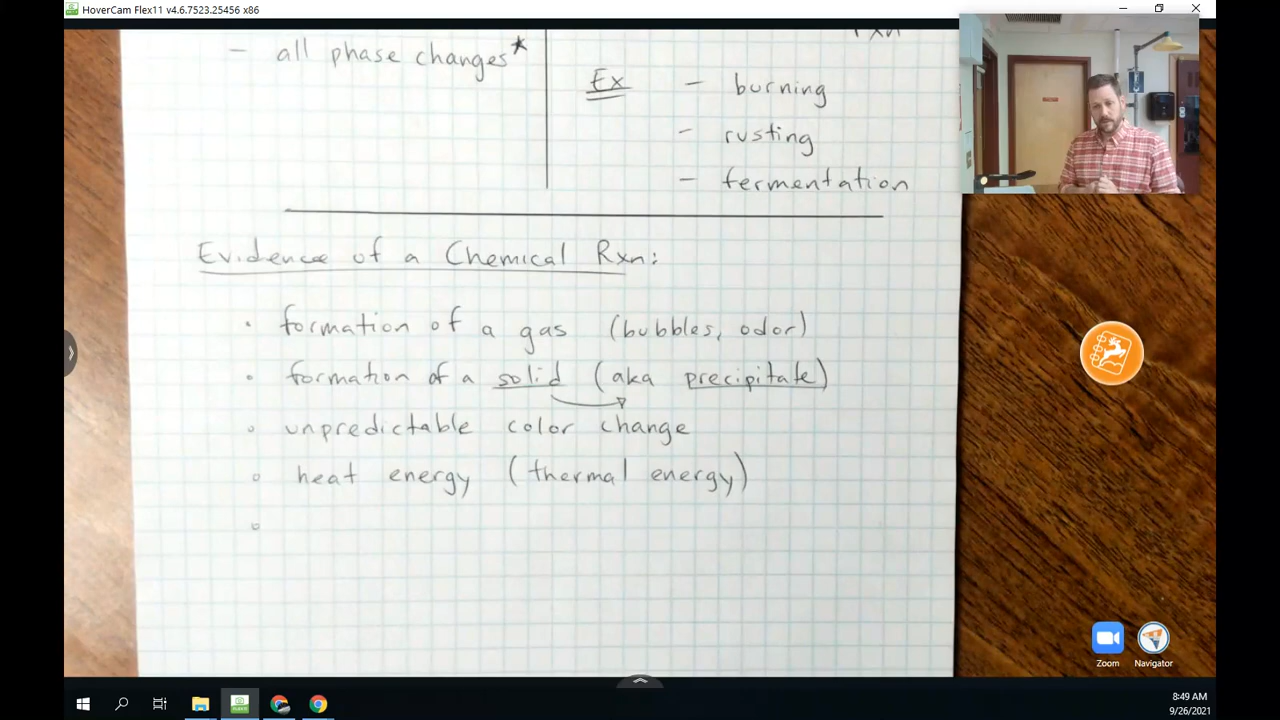 HoverCam Flex11 v4.6.7523.25456 x86
rxn
- all phase changes*
Ex - burning
- rusting
- fermentation
Evidence of a Chemical Rxn:
• formation of a gas (bubbles, odor)
• formation of a solid (aka precipitate)
• unpredictable color change
• heat energy (thermal energy)
•
Zoom
Navigator
8:49 AM
9/26/2021